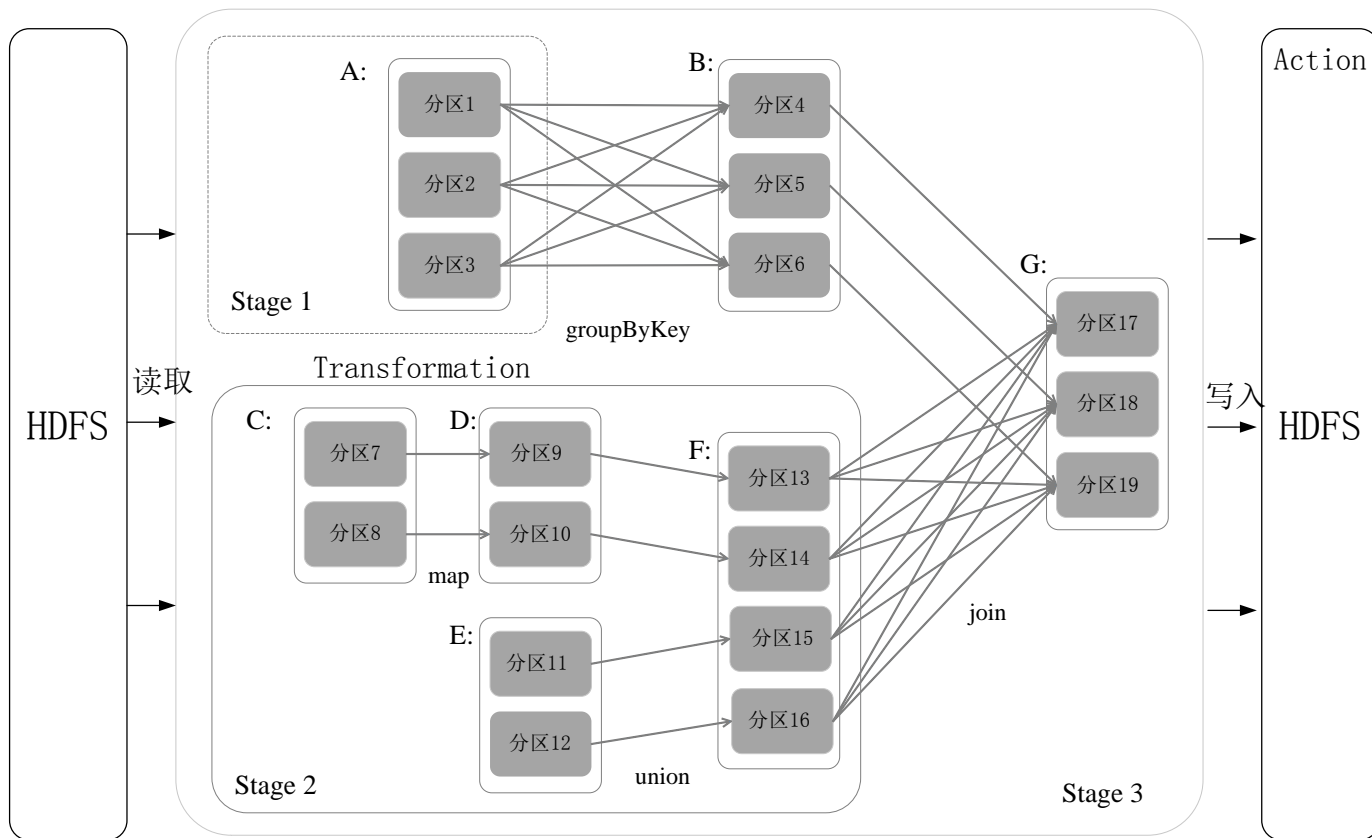 HDFS
读取
A:
分区1
分区2
分区3
Stage 1
groupByKey
B:
分区4
分区5
分区6
Transformation
C:
分区7
分区8
map
D:
分区9
分区10
E:
分区11
分区12
union
F:
分区13
分区14
分区15
分区16
Stage 2
join
G:
分区17
分区18
分区19
Stage 3
写入
Action
HDFS